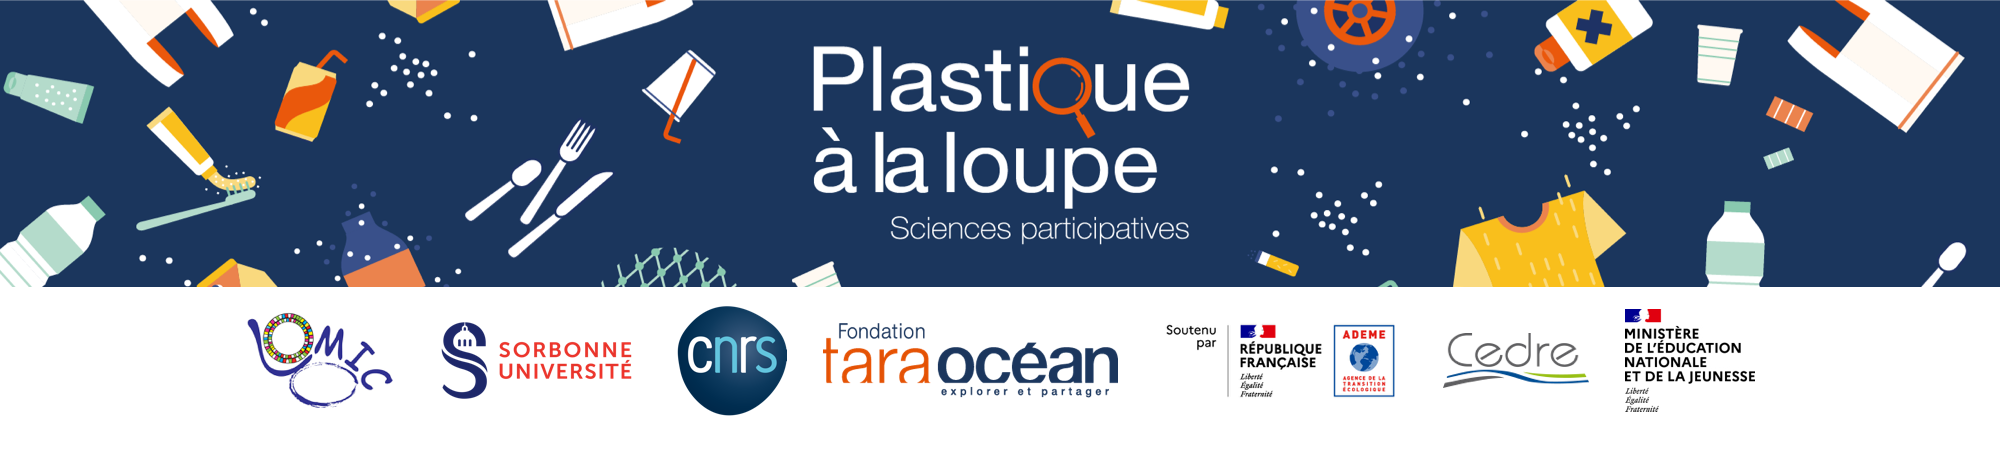 Plastique
à la loupe
Sciences participatives
LOMIC
SORBONNE
UNIVERSITÉ
cnrs
Fondation
tara océan
explorer et partager
Soutenu
par
RÉPUBLIQUE
FRANÇAISE
Liberté
Égalité
Fraternité
ADEME
AGENCE DE LA
TRANSITION
ÉCOLOGIQUE
Cedre
MINISTÈRE
DE L'ÉDUCATION
NATIONALE
ET DE LA JEUNESSE
Liberté
Égalité
Fraternité